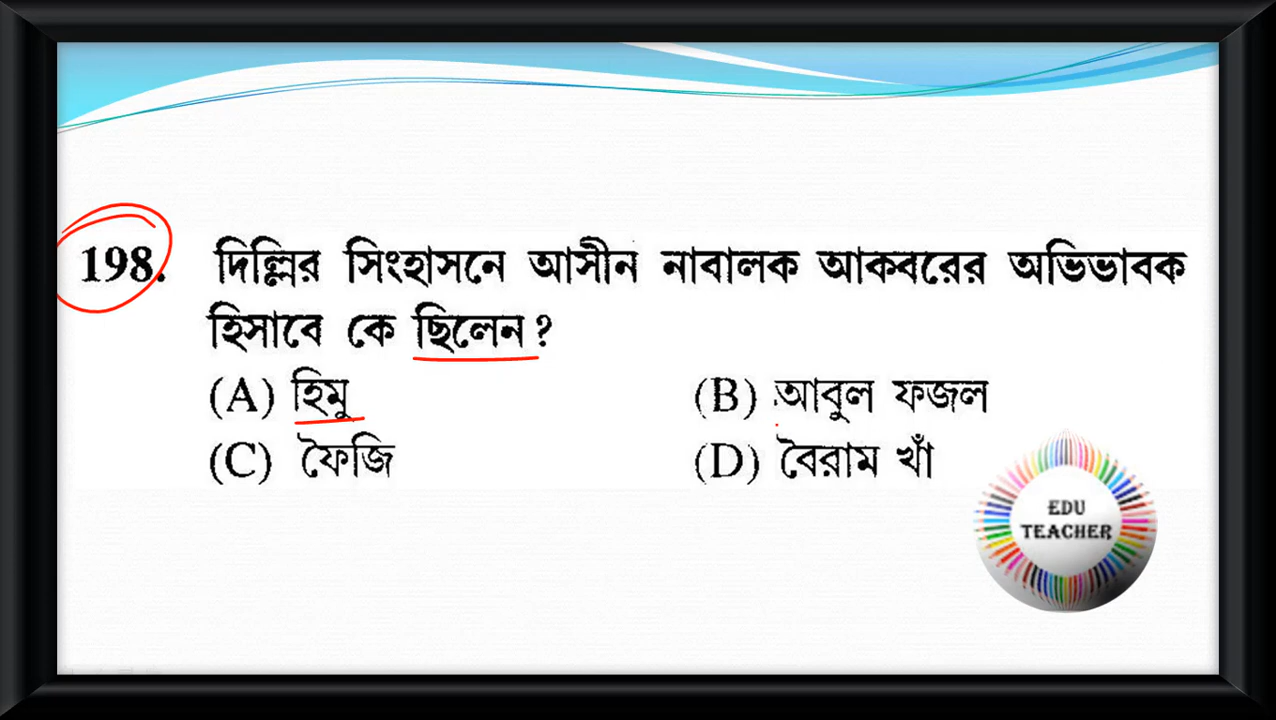 198. দিল্লির সিংহাসনে আসীন নাবালক আকবরের অভিভাবক
হিসাবে কে ছিলেন?
(A) হিমু (B) আবুল ফজল
(C) ফৈজি (D) বৈরাম খাঁ
EDU
TEACHER